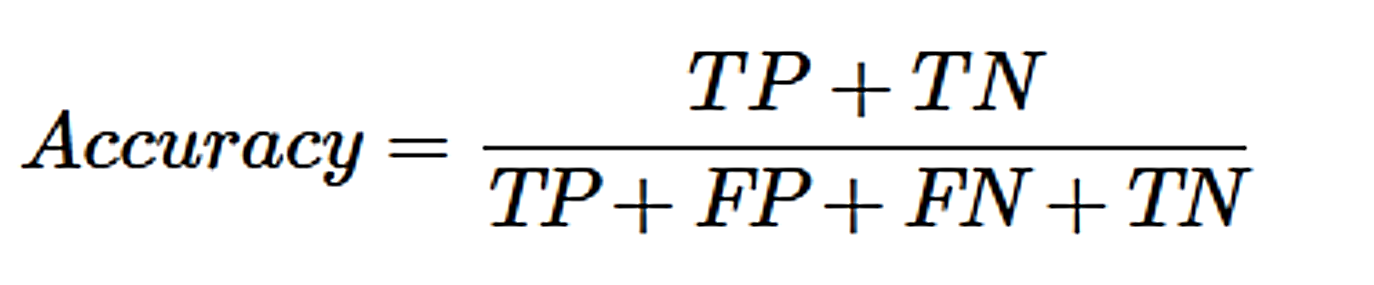 Accuracy = TP + TN / TP + FP + FN + TN